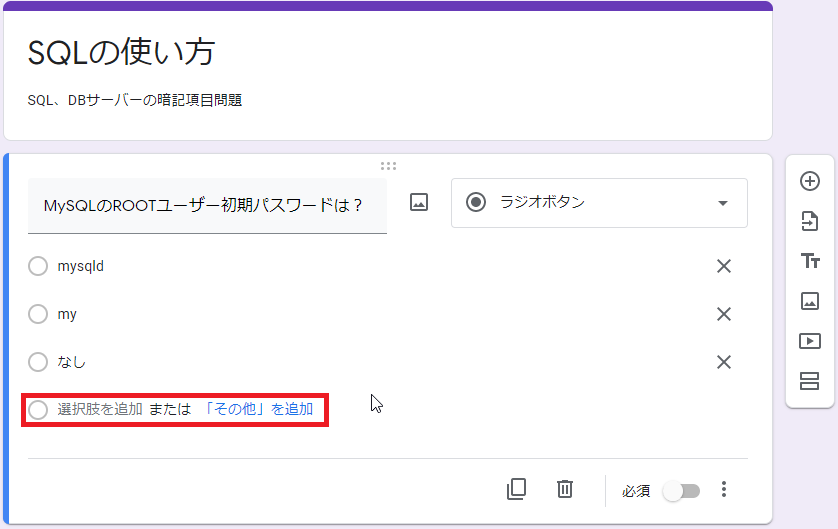 SQLの使い方
SQL、DBサーバーの暗記項目問題
MySQLのROOTユーザー初期パスワードは？
ラジオボタン
mysqld
my
なし
選択肢を追加 または 「その他」を追加
必須
Tт